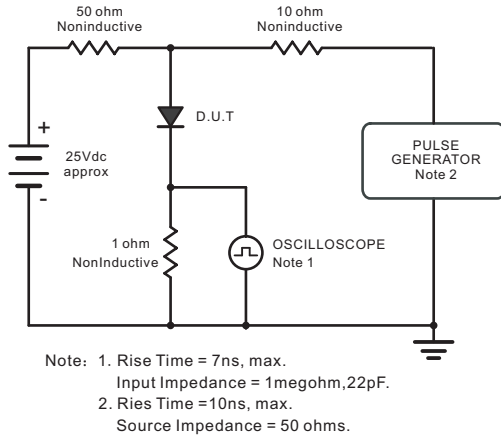 50 ohm
Noninductive
10 ohm
Noninductive
D.U.T
+
25Vdc
approx
-
PULSE
GENERATOR
Note 2
1 ohm
NonInductive
OSCILLOSCOPE
Note 1
Note: 1. Rise Time = 7ns, max.
Input Impedance = 1megohm,22pF.
2. Ries Time =10ns, max.
Source Impedance = 50 ohms.